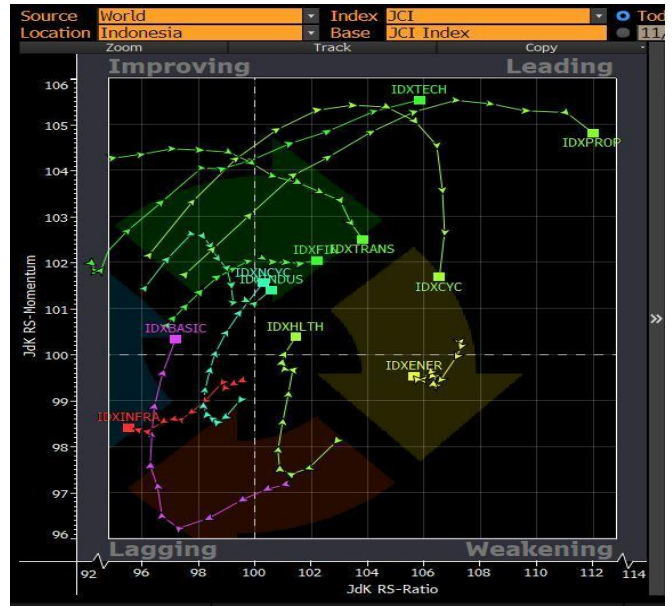 Source World Index JCI Tod
Location Indonesia Base JCI Index 11/
Zoom Track Copy
Improving Leading
106
IDXTECH
105
IDXPROP
104
103
IDXFIN IDXTRANS
102
IDXNCYC
IDXINDUS IDXCYC
101
IDXBASIC IDXHLTH
JdK RS-Momentum
100
IDXENER
99
IDXINFRA
98
97
96
Lagging Weakening
92 96 98 100 102 104 106 108 110 112 114
JdK RS-Ratio
»